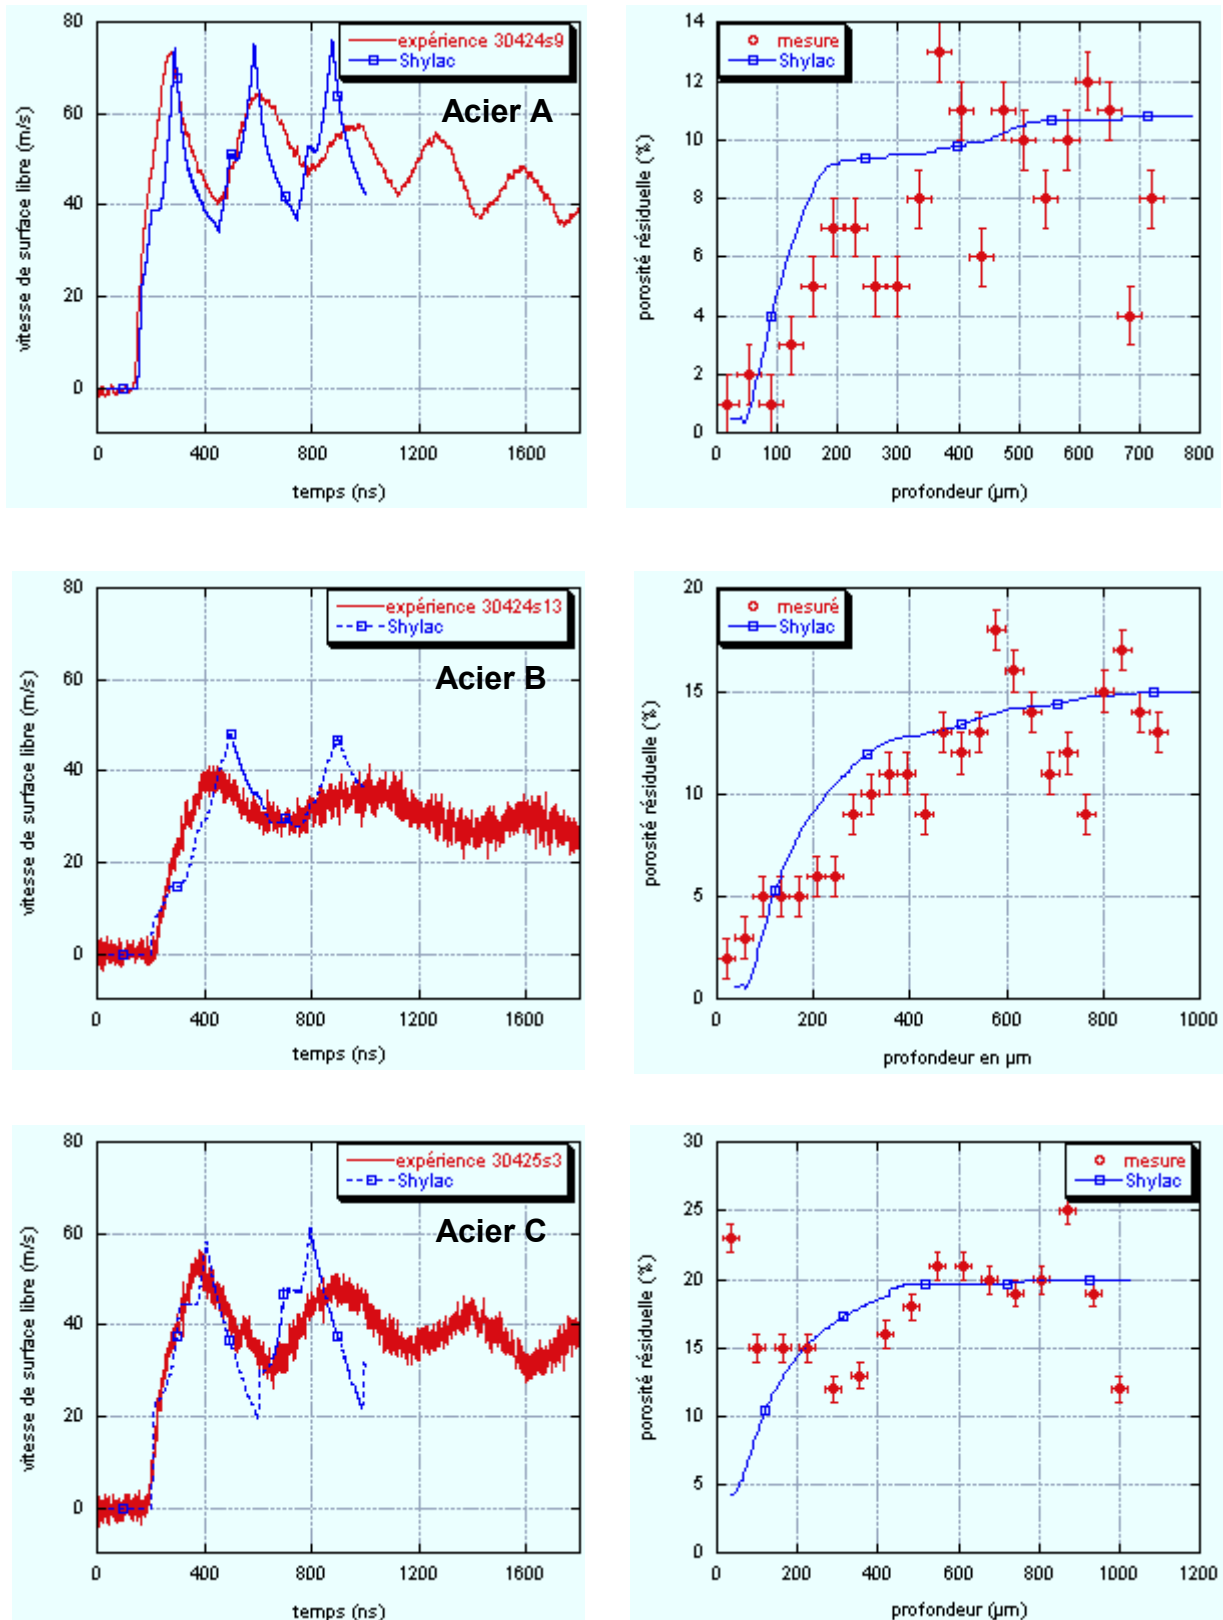 80
60
40
20
0
vitesse de surface libre (m/s)
expérience 30424s9
Shylac
Acier A
0 400 800 1200 1600
temps (ns)
14
12
10
8
6
4
2
0
porosité résiduelle (%)
mesure
Shylac
0 100 200 300 400 500 600 700 800
profondeur (µm)
80
60
40
20
0
vitesse de surface libre (m/s)
expérience 30424s13
Shylac
Acier B
0 400 800 1200 1600
temps (ns)
20
15
10
5
0
porosité résiduelle (%)
mesuré
Shylac
0 200 400 600 800 1000
profondeur en µm
80
60
40
20
0
vitesse de surface libre (m/s)
expérience 30425s3
Shylac
Acier C
0 400 800 1200 1600
temps (ns)
30
25
20
15
10
5
0
porosité résiduelle (%)
mesure
Shylac
0 200 400 600 800 1000 1200
profondeur (µm)